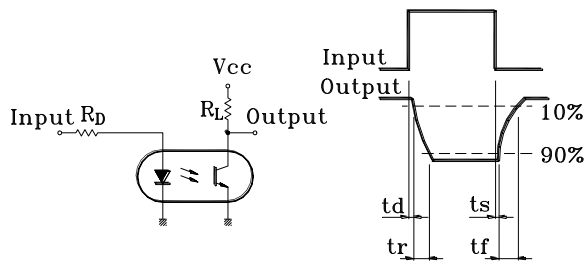 Vcc
R_L
Input R_D
Output
Input
Output
10%
90%
td
ts
tr
tf